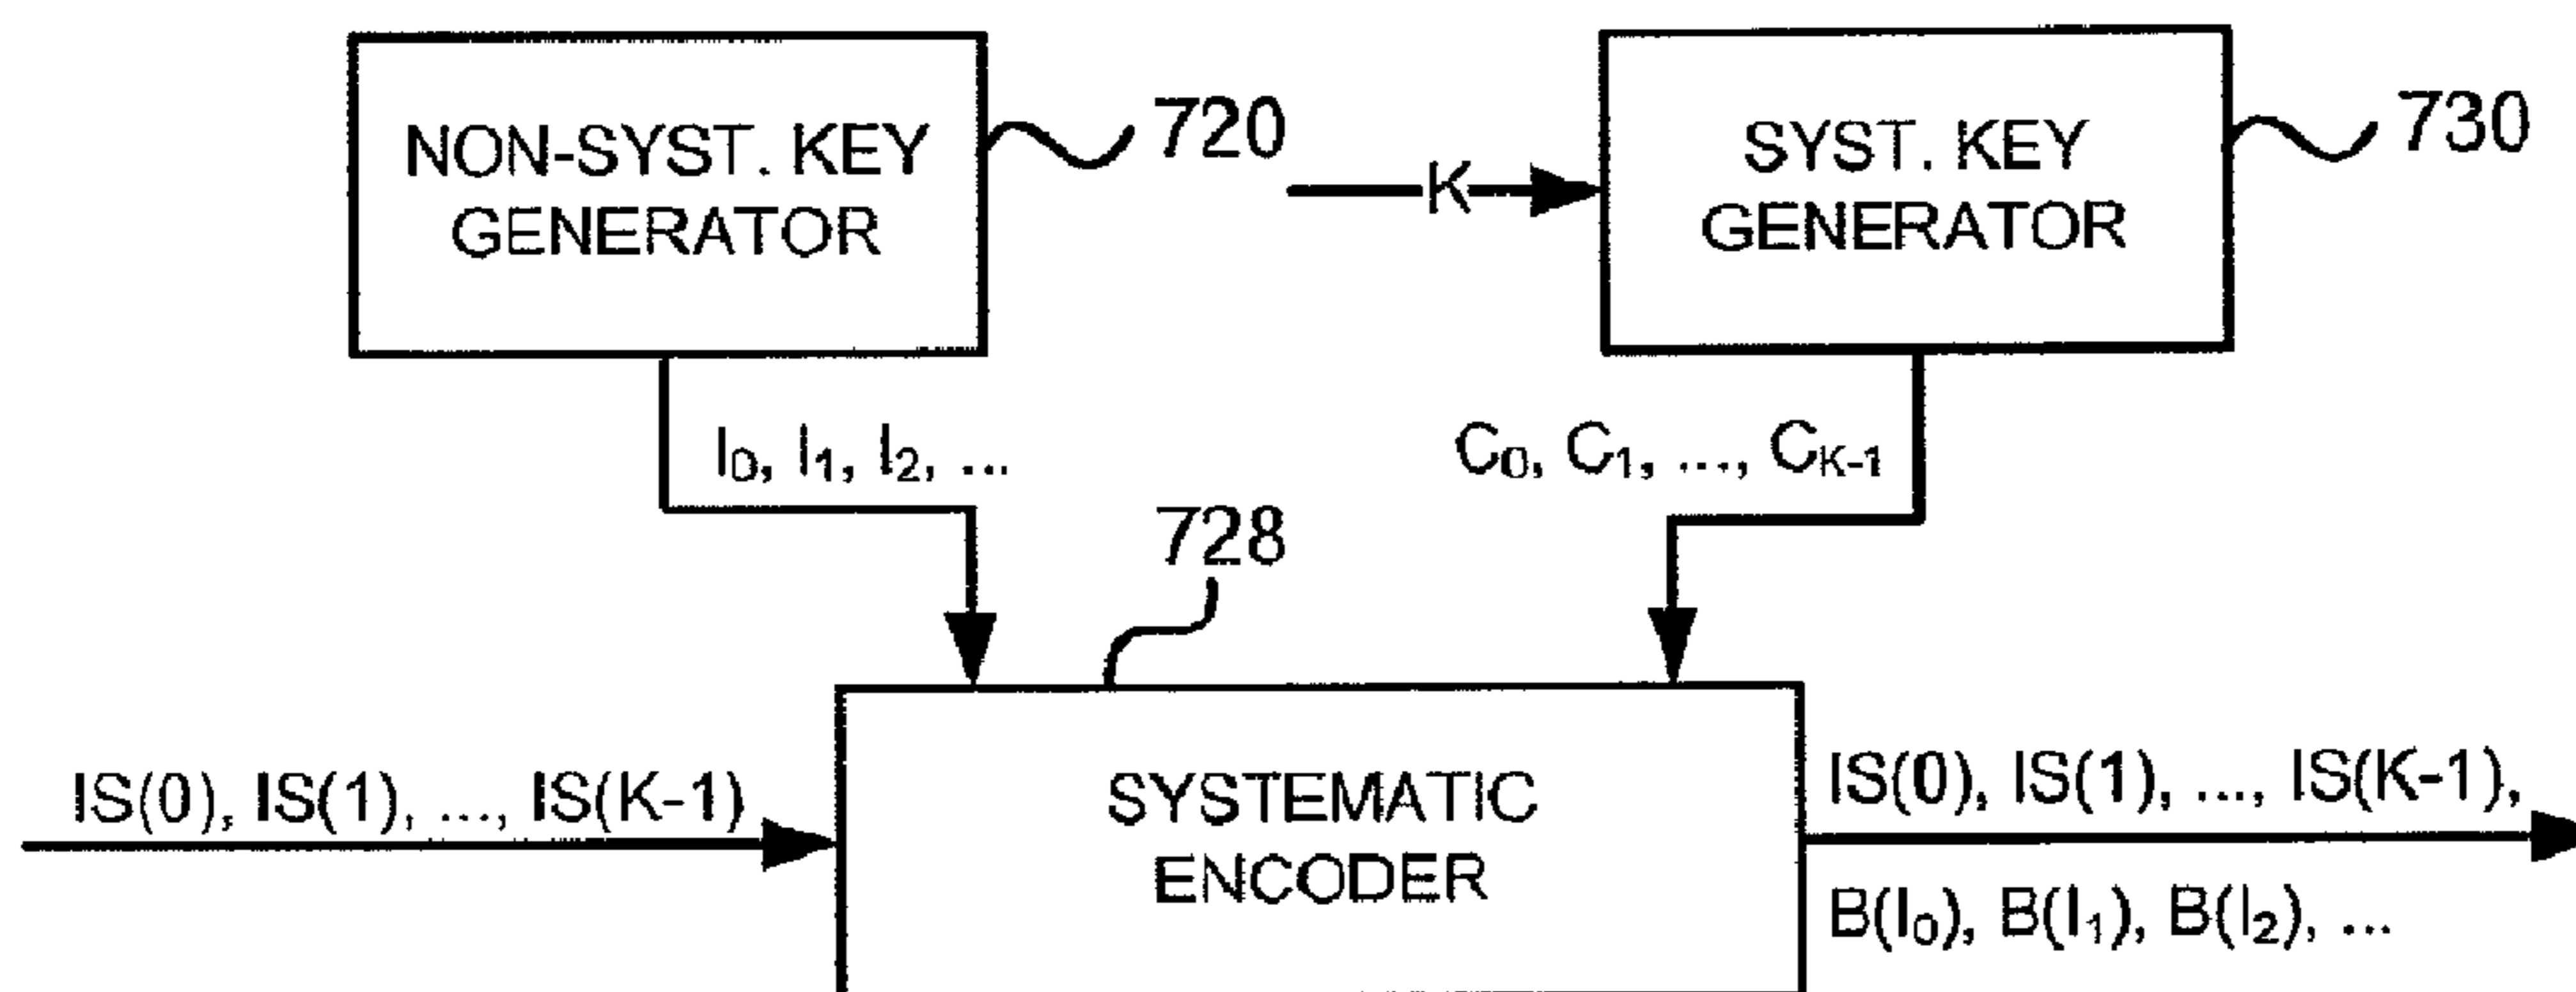 NON-SYST. KEY
GENERATOR
720
K
SYST. KEY
GENERATOR
730
I₀, I₁, I₂, ...
C₀, C₁, ..., C_K-1
728
IS(0), IS(1), ..., IS(K-1)
SYSTEMATIC
ENCODER
IS(0), IS(1), ..., IS(K-1),
B(I₀), B(I₁), B(I₂), ...